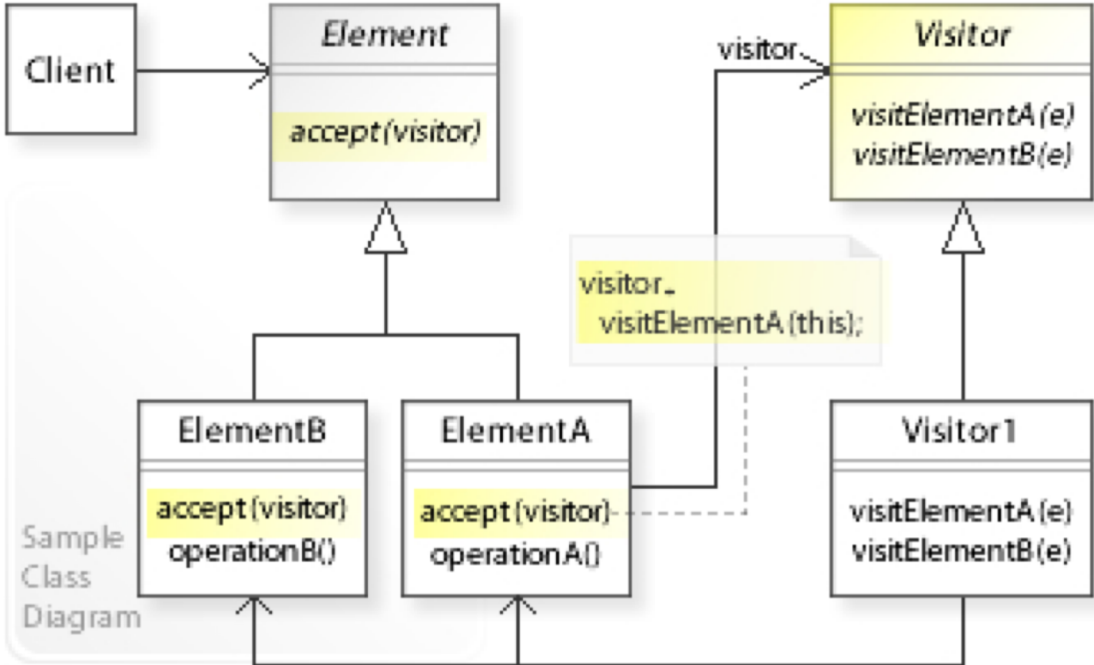 Client
Element
accept(visitor)
visitor
Visitor
visitElementA(e)
visitElementB(e)
visitor.
visitElementA(this);
ElementB
accept(visitor)
operationB()
ElementA
accept(visitor)
operationA()
Visitor1
visitElementA(e)
visitElementB(e)
Sample
Class
Diagram